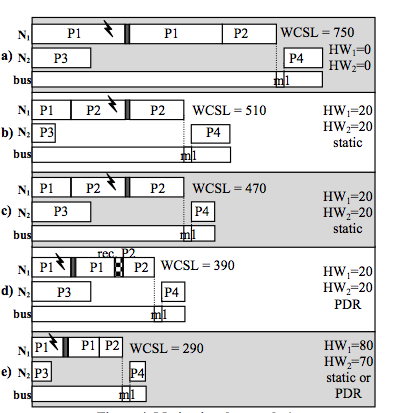 N1 P1 P1 P2 WCSL = 750
HW1=0
a) N2 P3 P4 HW2=0
bus m1
N1 P1 P2 P2 WCSL = 510 HW1=20
b) N2 P3 P4 HW2=20
static
bus m1
N1 P1 P2 P2 WCSL = 470 HW1=20
c) N2 P3 P4 HW2=20
static
bus m1
rec. P2
N1 P1 P1 P2 WCSL = 390 HW1=20
d) N2 P3 P4 HW2=20
PDR
bus m1
N1 P1 P1 P2 WCSL = 290 HW1=80
HW2=70
e) N2 P3 P4 static or
PDR
bus m1